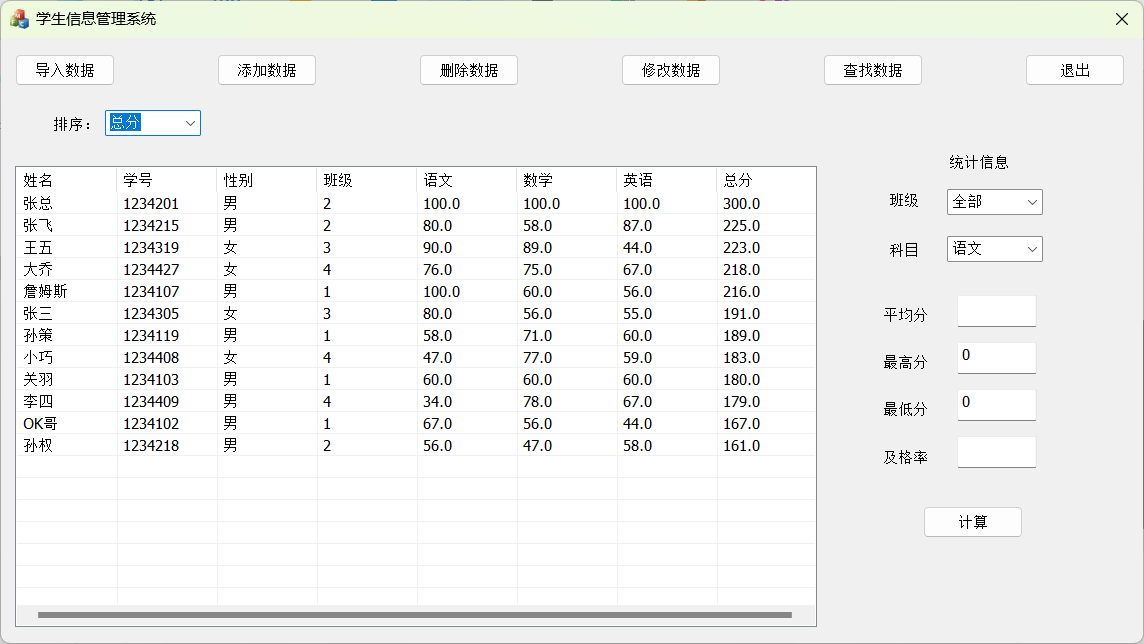 学生信息管理系统
导入数据 添加数据 删除数据 修改数据 查找数据 退出
排序： 总分
姓名 学号 性别 班级 语文 数学 英语 总分
张总 1234201 男 2 100.0 100.0 100.0 300.0
张飞 1234215 男 2 80.0 58.0 87.0 225.0
王五 1234319 女 3 90.0 89.0 44.0 223.0
大乔 1234427 女 4 76.0 75.0 67.0 218.0
詹姆斯 1234107 男 1 100.0 60.0 56.0 216.0
张三 1234305 女 3 80.0 56.0 55.0 191.0
孙策 1234119 男 1 58.0 71.0 60.0 189.0
小巧 1234408 女 4 47.0 77.0 59.0 183.0
关羽 1234103 男 1 60.0 60.0 60.0 180.0
李四 1234409 男 4 34.0 78.0 67.0 179.0
OK哥 1234102 男 1 67.0 56.0 44.0 167.0
孙权 1234218 男 2 56.0 47.0 58.0 161.0
统计信息
班级 全部
科目 语文
平均分
最高分 0
最低分 0
及格率
计算